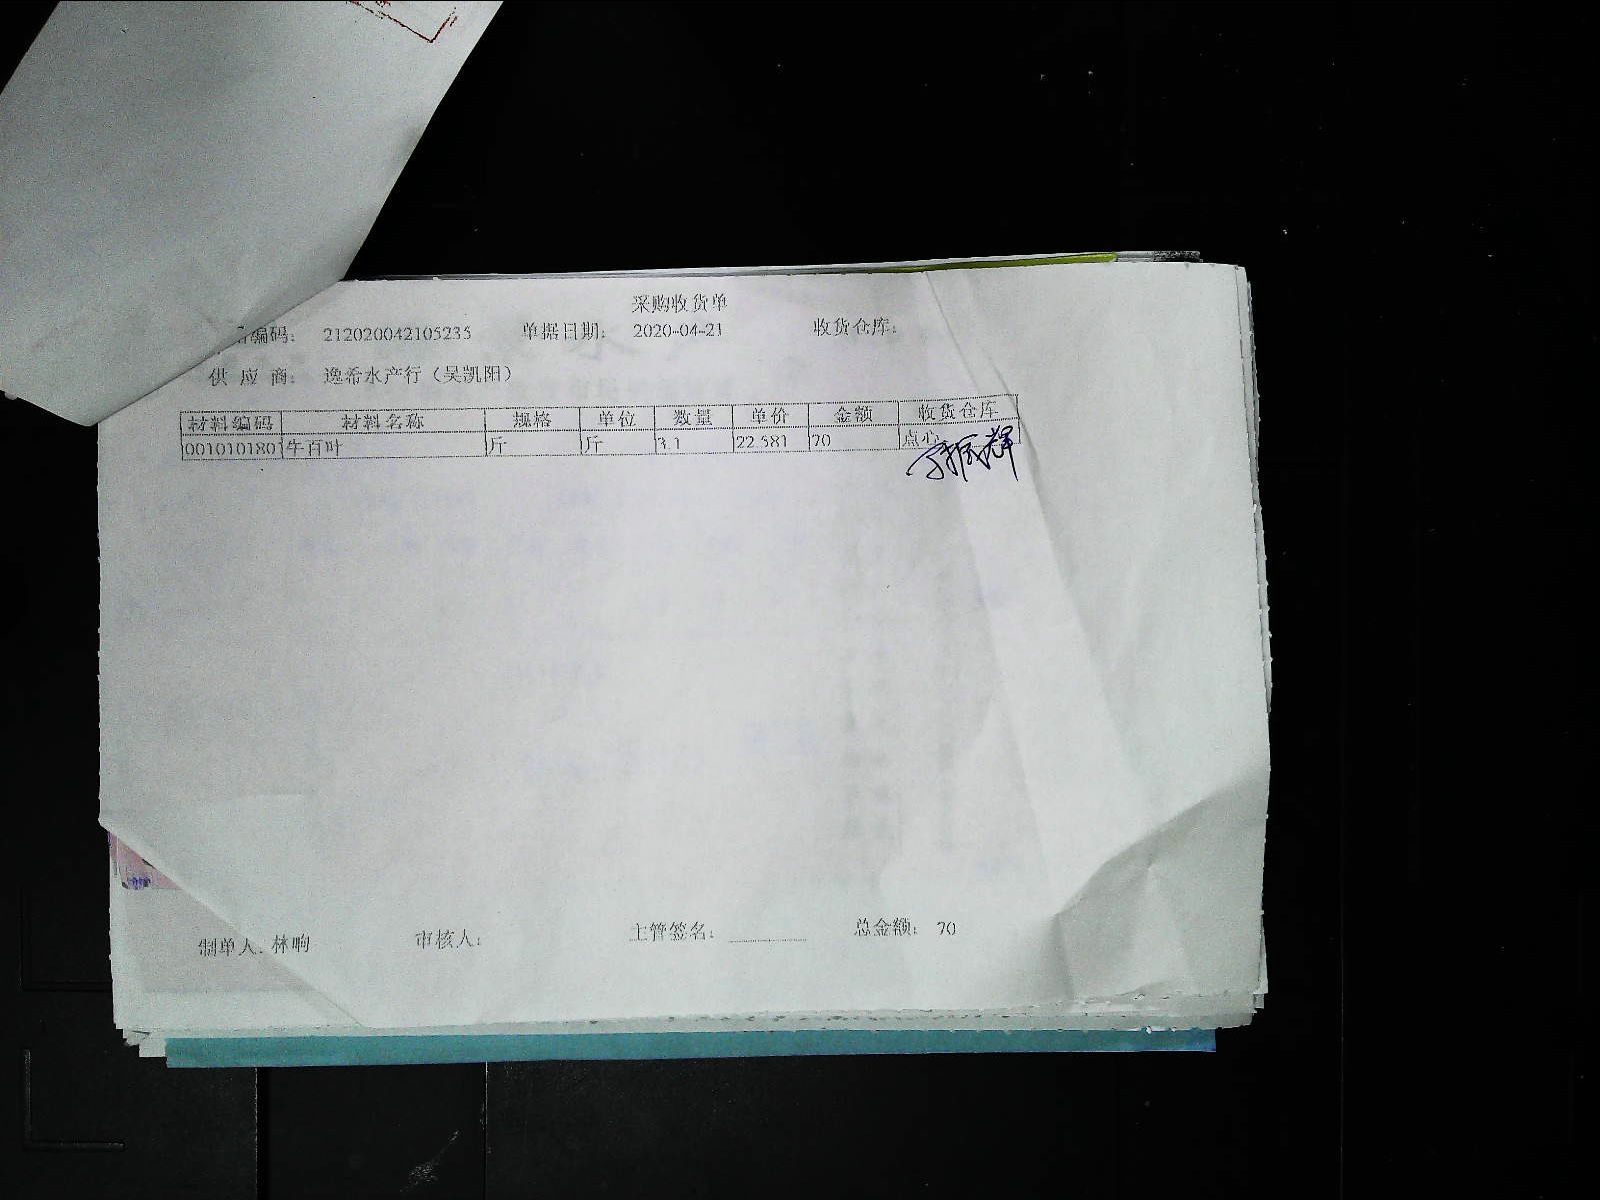 采购收货单
编码: 212020042105235 单据日期: 2020-04-21 收货仓库:
供应商: 逸希水产行（吴凯阳）
材料编码 材料名称 规格 单位 数量 单价 金额 收货仓库
001010180 牛百叶 斤 斤 3.1 22.581 70 点心
制单人: 林晌 审核人: 主管签名: 总金额: 70